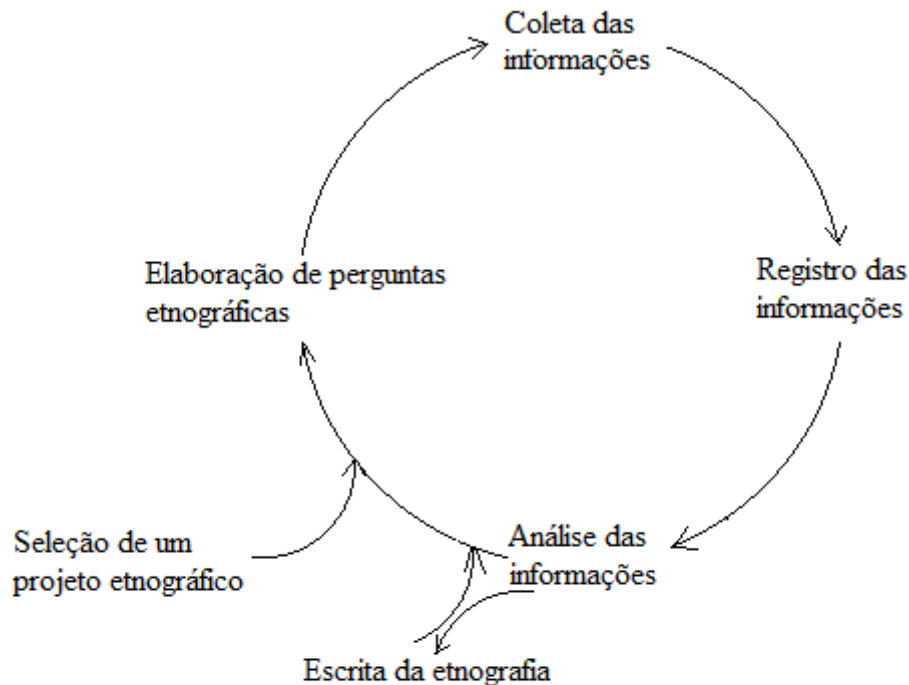 Coleta das
informações
Elaboração de perguntas
etnográficas
Registro das
informações
Seleção de um
projeto etnográfico
Análise das
informações
Escrita da etnografia